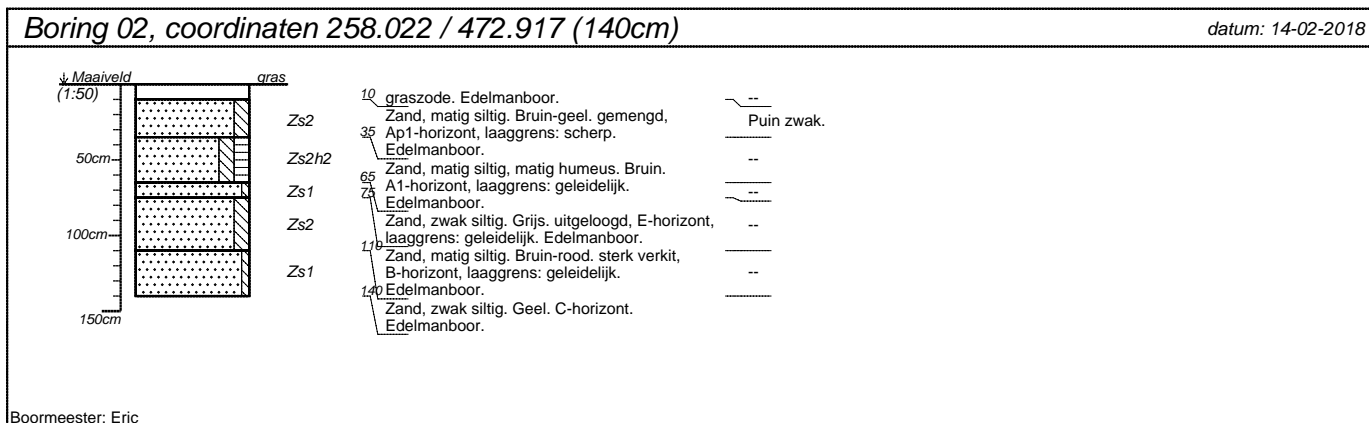 Boring 02, coordinaten 258.022 / 472.917 (140cm)
datum: 14-02-2018
Maaiveld
gras
(1:50)
50cm
100cm
150cm
Zs2
Zs2h2
Zs1
Zs2
Zs1
10 graszode. Edelmanboor.
--
Zand, matig siltig. Bruin-geel. gemengd,
Puin zwak.
35 Ap1-horizont, laaggrens: scherp.
Edelmanboor.
Zand, matig siltig, matig humeus. Bruin.
--
65 A1-horizont, laaggrens: geleidelijk.
75 Edelmanboor.
--
Zand, zwak siltig. Grijs. uitgeloogd, E-horizont,
--
110 laaggrens: geleidelijk. Edelmanboor.
Zand, matig siltig. Bruin-rood. sterk verkit,
B-horizont, laaggrens: geleidelijk.
--
140 Edelmanboor.
Zand, zwak siltig. Geel. C-horizont.
Edelmanboor.
Boormeester: Eric